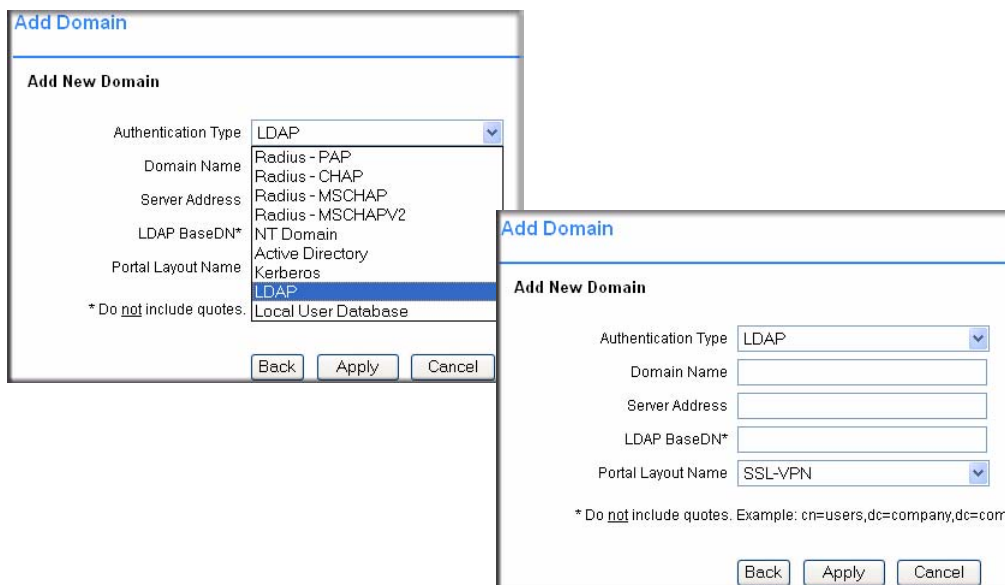 Add Domain
Add New Domain
Authentication Type LDAP
Domain Name
Server Address
LDAP BaseDN*
Portal Layout Name
Radius - PAP
Radius - CHAP
Radius - MSCHAP
Radius - MSCHAPV2
NT Domain
Active Directory
Kerberos
LDAP
Local User Database
* Do not include quotes.
Back Apply Cancel
Add Domain
Add New Domain
Authentication Type LDAP
Domain Name
Server Address
LDAP BaseDN*
Portal Layout Name SSL-VPN
* Do not include quotes. Example: cn=users,dc=company,dc=com
Back Apply Cancel